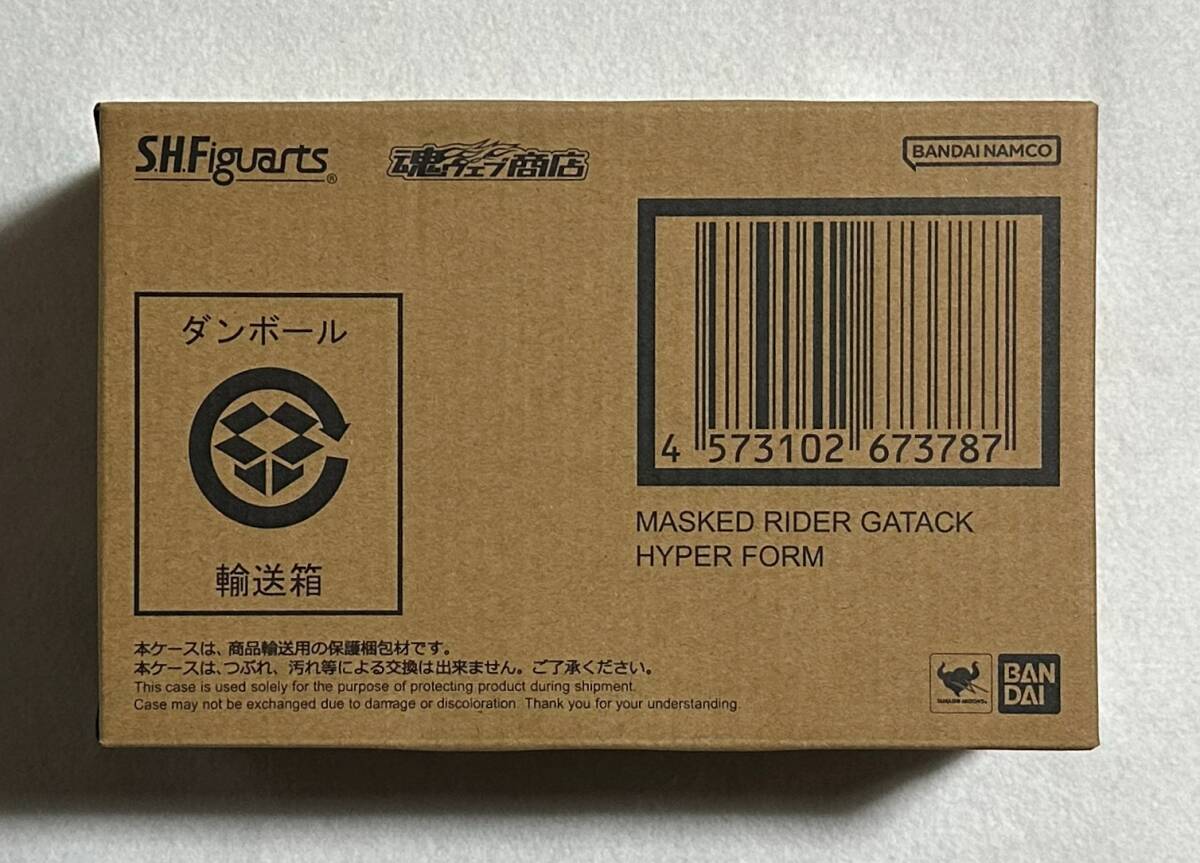 S.H.Figuarts®
魂ウェブ商店
BANDAI NAMCO
ダンボール
輸送箱
4 573102 673787
MASKED RIDER GATACK
HYPER FORM
本ケースは、商品輸送用の保護梱包材です。
本ケースは、つぶれ、汚れ等による交換は出来ません。ご了承ください。
This case is used solely for the purpose of protecting product during shipment.
Case may not be exchanged due to damage or discoloration. Thank you for your understanding.
BAN
DAI